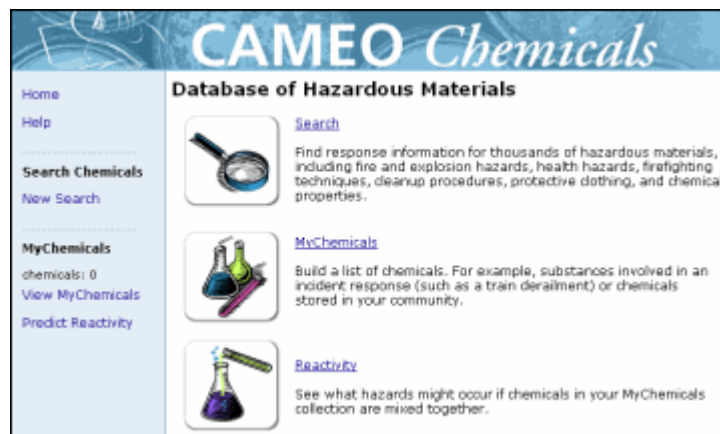 CAMEO Chemicals
Home
Help
Search Chemicals
New Search
MyChemicals
chemicals: 0
View MyChemicals
Predict Reactivity
Database of Hazardous Materials
Search
Find response information for thousands of hazardous materials,
including fire and explosion hazards, health hazards, firefighting
techniques, cleanup procedures, protective clothing, and chemical
properties.
MyChemicals
Build a list of chemicals. For example, substances involved in an
incident response (such as a train derailment) or chemicals
stored in your community.
Reactivity
See what hazards might occur if chemicals in your MyChemicals
collection are mixed together.